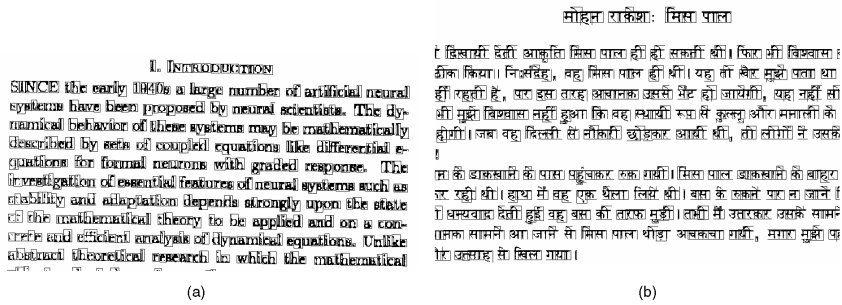 I. INTRODUCTION
SINCE the early 1940s a large number of artificial neural
systems have been proposed by neural scientists. The dy-
namical behavior of these systems may be mathematically
described by sets of coupled equations like differential e-
quations for formal neurons with graded response. The
investigation of essential features of neural systems such as
stability and adaptation depends strongly upon the state
of the mathematical theory to be applied and on a con-
crete and efficient analysis of dynamical equations. Unlike
abstract theoretical research in which the mathematical
(a)
मोहन राकेश: मिस पाल
दिखायी देती आकृति मिस पाल ही हो सकती थी। फिर भी विश्वास
ठीक किया। निःसंदेह, वह मिस पाल ही थी। यह तो खैर मुझे पता था
हीं रहती है, पर इस तरह अचानक उससे भेंट हो जायेगी, यह नहीं सो
भी मुझे विश्वास नहीं हुआ कि वह स्थायी रूप से कुल्लू और मनाली के
होगी। जब वह दिल्ली से नौकरी छोड़कर आयी थी, तो लोगों ने उसके
!
न के डाकखाने के पास पहुंचकर रुक गयी। मिस पाल डाकखाने के बाहर
र रही थी। हाथ में वह एक थैला लिये थी। बस के रुकने पर न जाने
धन्यवाद देती हुई वह बस की तरफ मुड़ी। तभी मैं उतरकर उसके सामने
ानक सामने आ जाने से मिस पाल थोड़ा अचकचा गयी, मगर मुझे
और उत्साह से खिल गया।
(b)